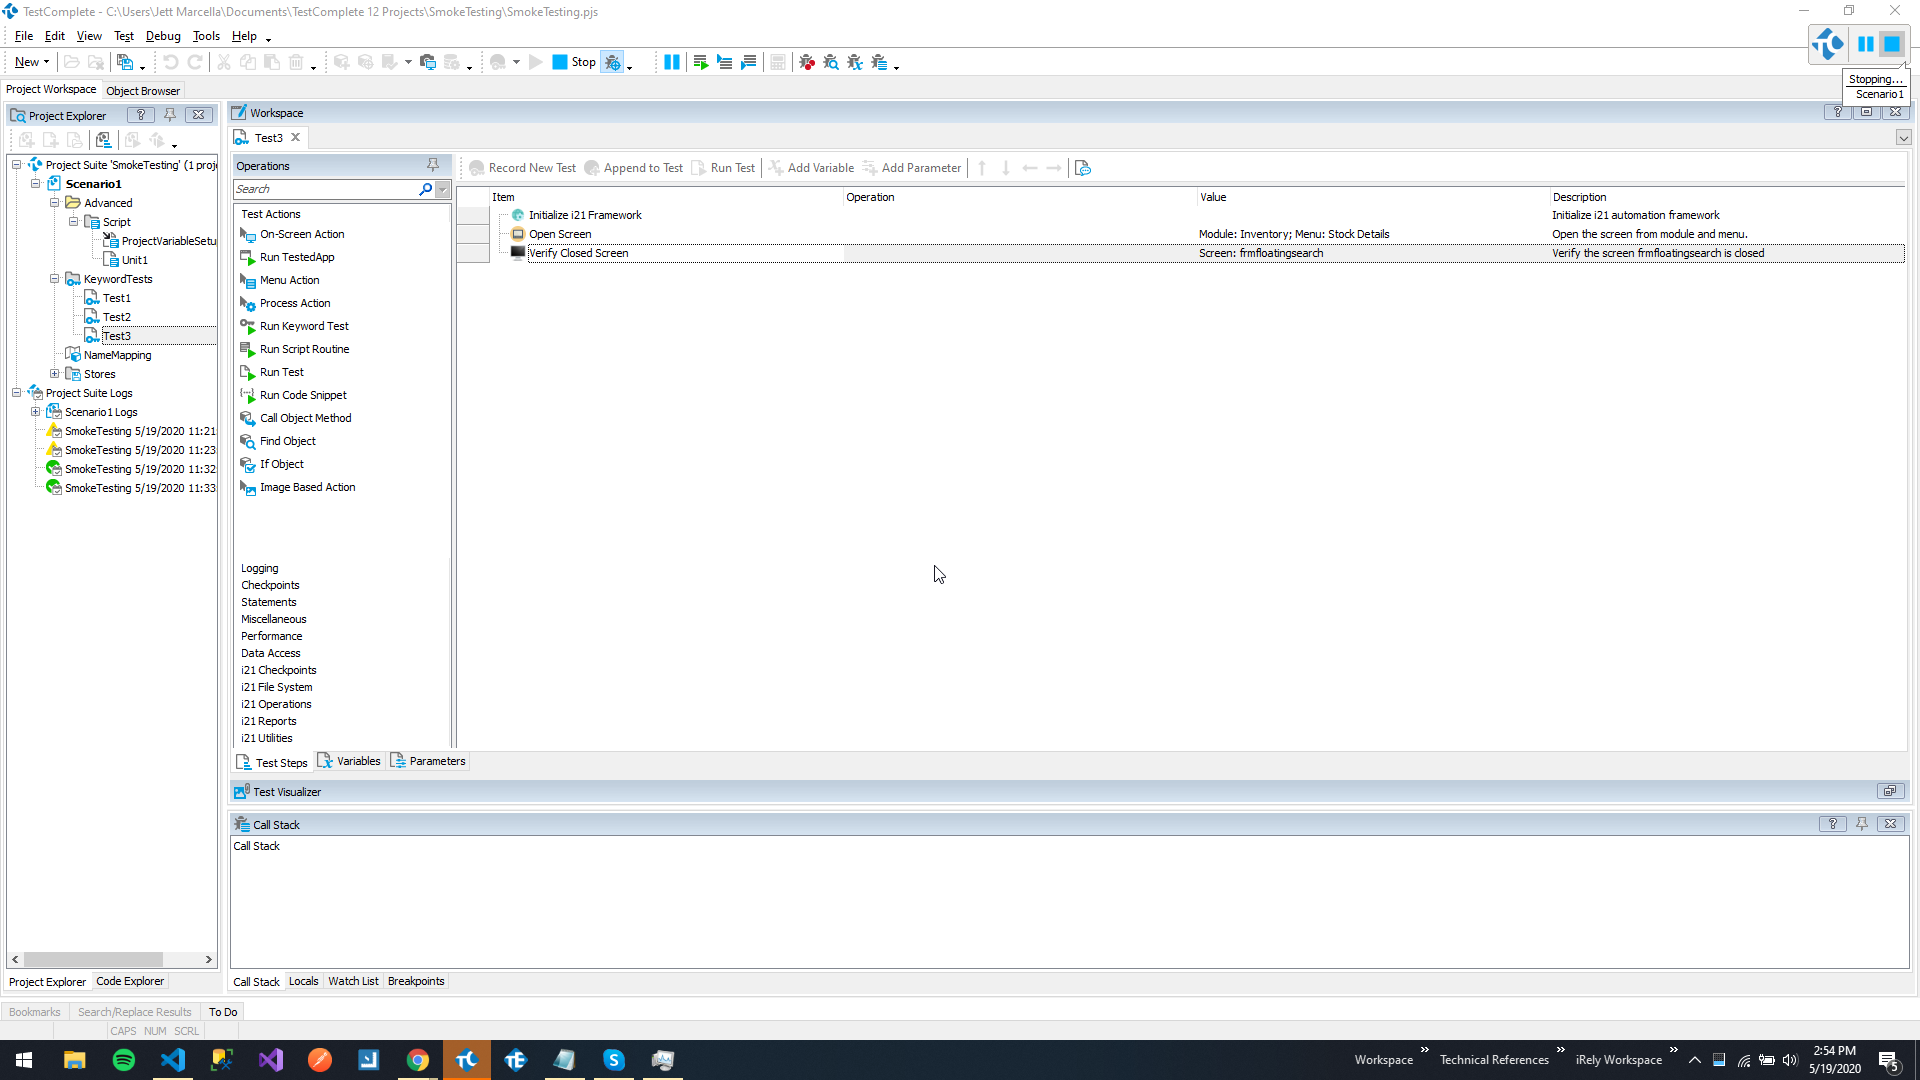 TestComplete - C:\Users\Jett Marcella\Documents\TestComplete 12 Projects\SmokeTesting\SmokeTesting.pjs
File Edit View Test Debug Tools Help
New Stop
Stopping...
Scenario1
Project Workspace Object Browser
Project Explorer
Project Suite 'SmokeTesting' (1 proj
Scenario1
Advanced
Script
ProjectVariableSetu
Unit1
KeywordTests
Test1
Test2
Test3
NameMapping
Stores
Project Suite Logs
Scenario1 Logs
SmokeTesting 5/19/2020 11:21
SmokeTesting 5/19/2020 11:23
SmokeTesting 5/19/2020 11:32
SmokeTesting 5/19/2020 11:33
Project Explorer Code Explorer
Workspace
Test3
Operations
Search
Test Actions
On-Screen Action
Run TestedApp
Menu Action
Process Action
Run Keyword Test
Run Script Routine
Run Test
Run Code Snippet
Call Object Method
Find Object
If Object
Image Based Action
Logging
Checkpoints
Statements
Miscellaneous
Performance
Data Access
i21 Checkpoints
i21 File System
i21 Operations
i21 Reports
i21 Utilities
Record New Test Append to Test Run Test Add Variable Add Parameter
Item Operation Value Description
Initialize i21 Framework Initialize i21 automation framework
Open Screen Module: Inventory; Menu: Stock Details Open the screen from module and menu.
Verify Closed Screen Screen: frmfloatingsearch Verify the screen frmfloatingsearch is closed
Test Steps Variables Parameters
Test Visualizer
Call Stack
Call Stack
Call Stack Locals Watch List Breakpoints
Bookmarks Search/Replace Results To Do
CAPS NUM SCRL
Workspace » Technical References » iRely Workspace »
2:54 PM
5/19/2020
5